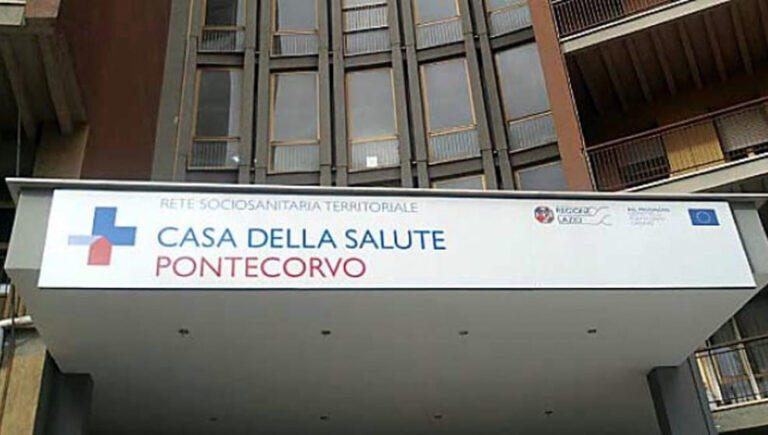 RETE SOCIOSANITARIA TERRITORIALE
CASA DELLA SALUTE
PONTECORVO
REGIONE
LAZIO